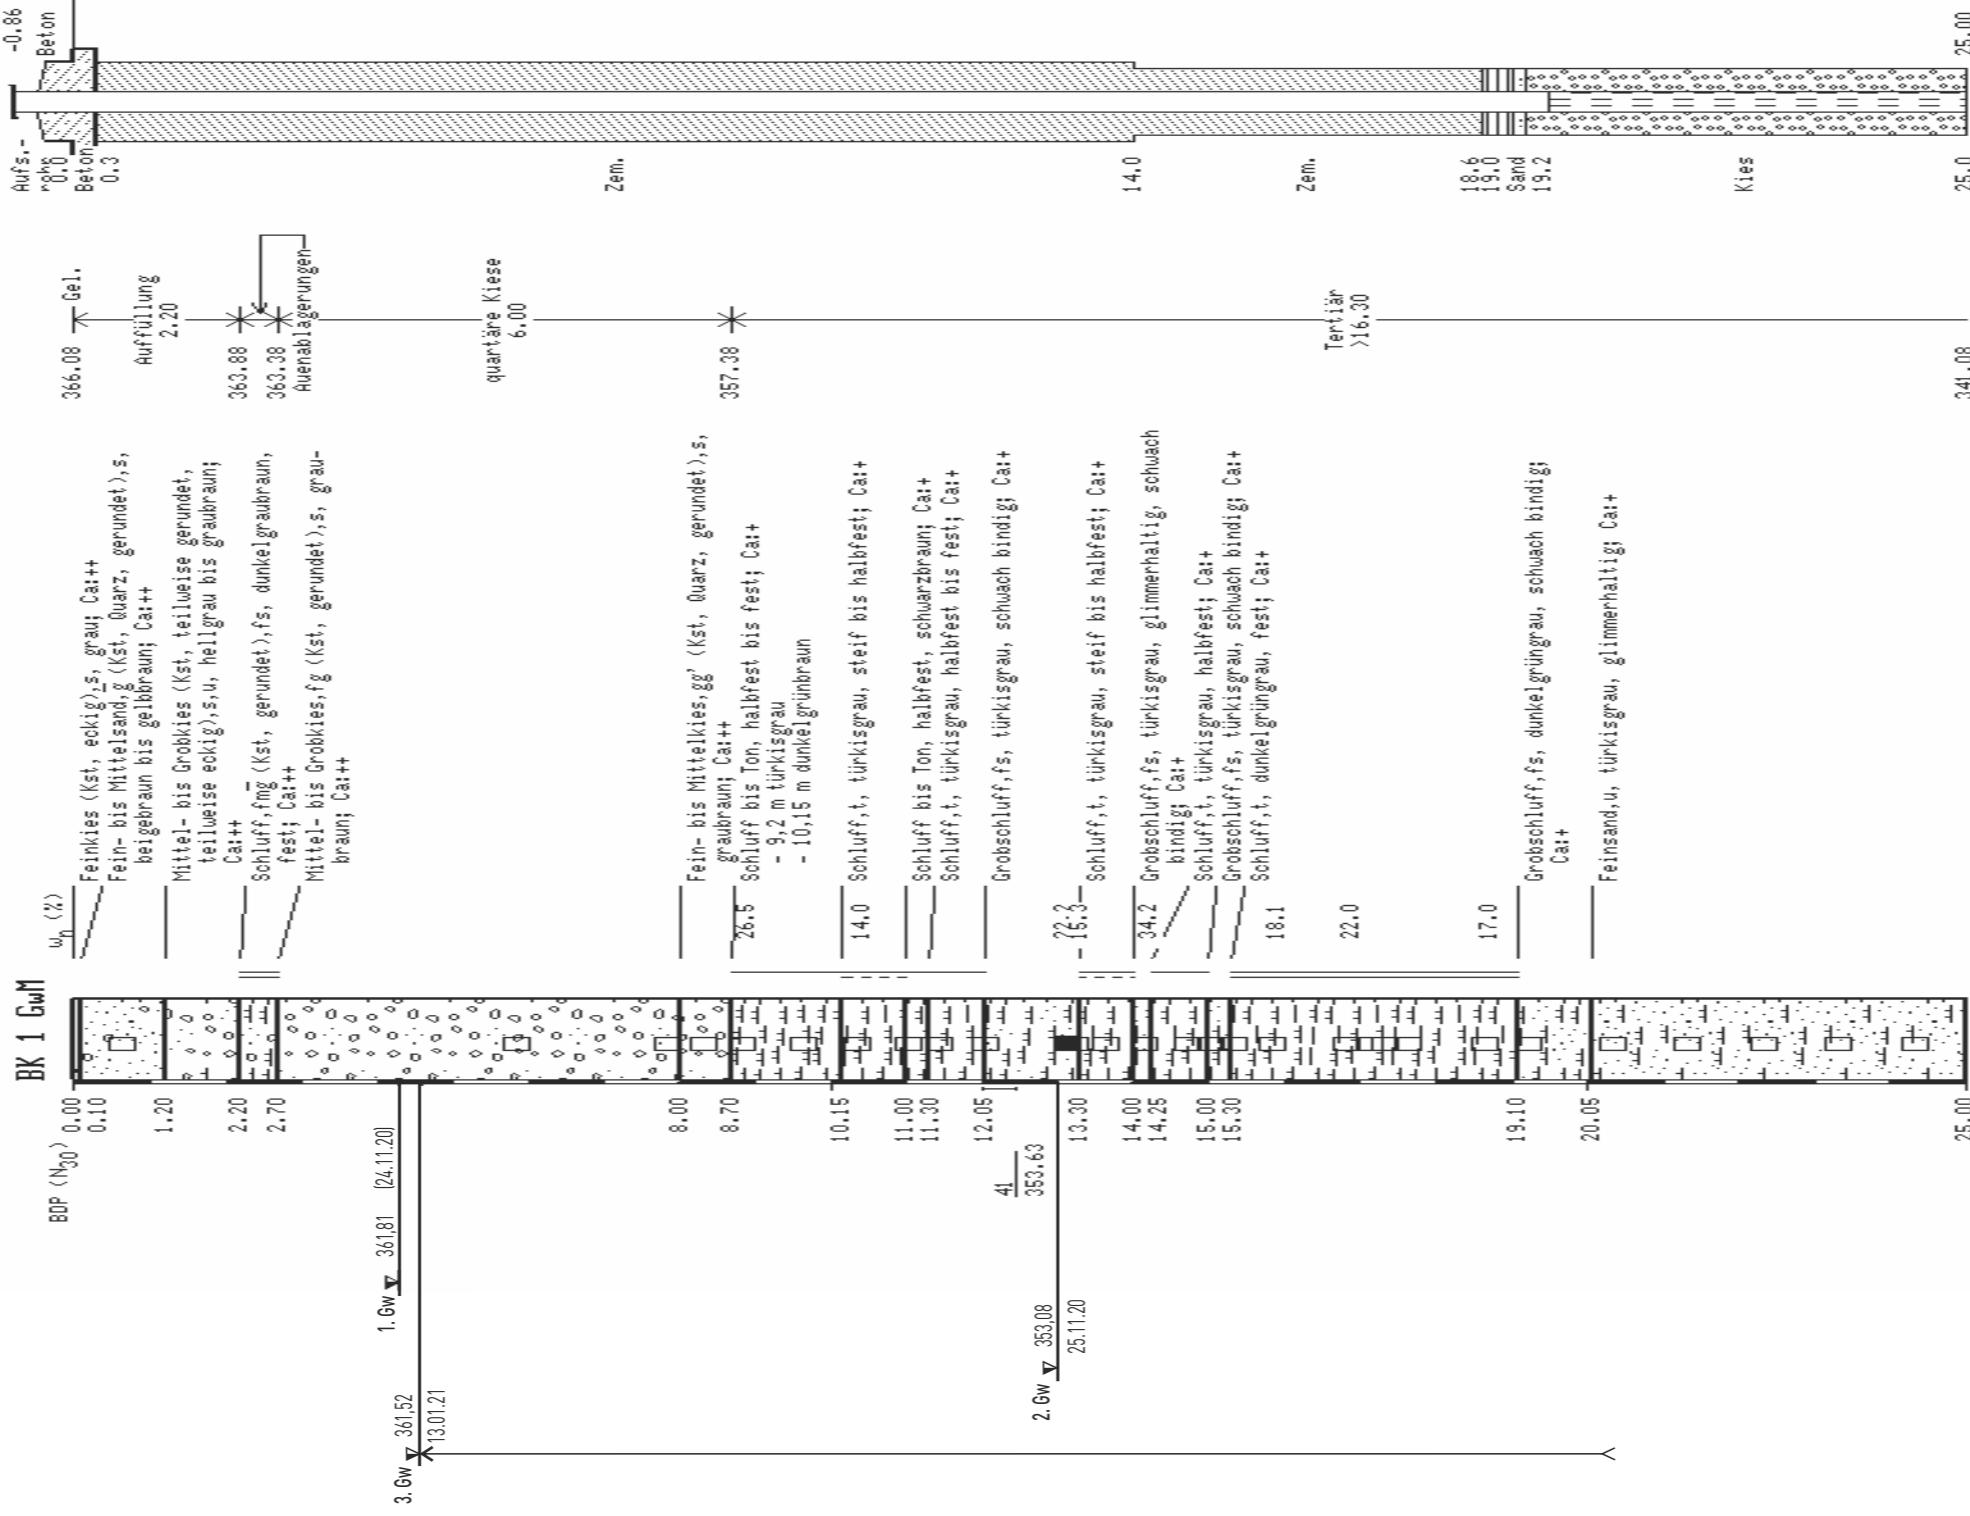 BK 1 GwM
BDP (N30)
wn (%)
0.00
0.10
1.20
2.20
2.70
8.00
8.70
10.15
11.00
11.30
12.05
13.30
14.00
14.25
15.00
15.30
19.10
20.05
25.00
1. Gw 361,81 (24.11.20)
3. Gw 361,52
13.01.21
2. Gw 353,08
25.11.20
41
353.63
26.5
14.0
22.2
15.3
34.2
18.1
22.0
17.0
Feinkies (Kst, eckig),s, grau; Ca:++
Fein- bis Mittelsand,g (Kst, Quarz, gerundet),s,
beigebraun bis gelbbraun; Ca:++
Mittel- bis Grobkies (Kst, teilweise gerundet,
teilweise eckig),s,u, hellgrau bis graubraun;
Ca:++
Schluff,fmg (Kst, gerundet),fs, dunkelgraubraun,
fest; Ca:++
Mittel- bis Grobkies,fg (Kst, gerundet),s, grau-
braun; Ca:++
Fein- bis Mittelkies,gg' (Kst, Quarz, gerundet),s,
graubraun; Ca:++
Schluff bis Ton, halbfest bis fest; Ca:+
- 9,2 m türkisgrau
- 10,15 m dunkelgrünbraun
Schluff,t, türkisgrau, steif bis halbfest; Ca:+
Schluff bis Ton, halbfest, schwarzbraun; Ca:+
Schluff,t, türkisgrau, halbfest bis fest; Ca:+
Grobschluff,fs, türkisgrau, schwach bindig; Ca:+
Schluff,t, türkisgrau, steif bis halbfest; Ca:+
Grobschluff,fs, türkisgrau, glimmerhaltig, schwach
bindig; Ca:+
Schluff,t, türkisgrau, halbfest; Ca:+
Grobschluff,fs, türkisgrau, schwach bindig; Ca:+
Schluff,t, dunkelgrüngrau, fest; Ca:+
Grobschluff,fs, dunkelgrüngrau, schwach bindig;
Ca:+
Feinsand,u, türkisgrau, glimmerhaltig; Ca:+
366.08 Gel.
Auffüllung
2.20
363.88
363.38
Auenablagerungen
quartäre Kiese
6.00
357.38
Tertiär
>16.30
341.08
Aufs.-
rohr
0.0
Beton
0.3
Zem.
14.0
Zem.
18.6
19.0
Sand
19.2
Kies
25.0
-0.86
Beton
25.00